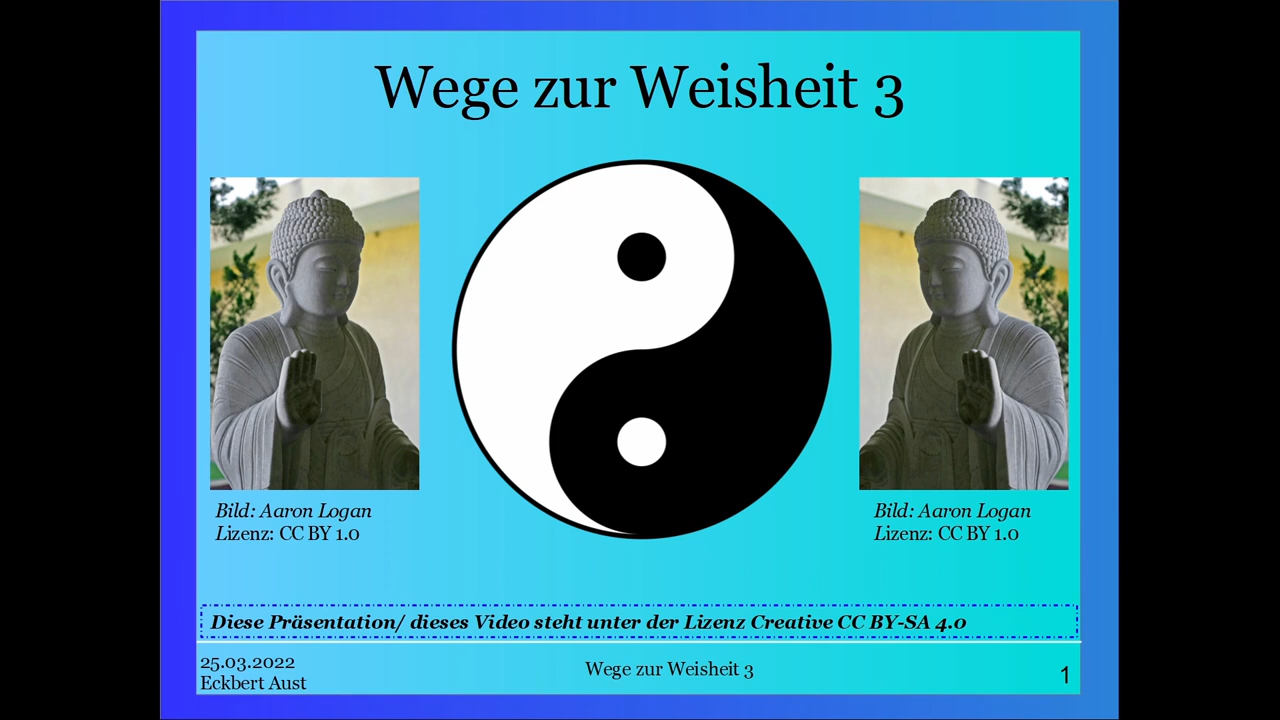 Wege zur Weisheit 3
Bild: Aaron Logan
Lizenz: CC BY 1.0
Bild: Aaron Logan
Lizenz: CC BY 1.0
Diese Präsentation/ dieses Video steht unter der Lizenz Creative CC BY-SA 4.0
25.03.2022
Eckbert Aust
Wege zur Weisheit 3
1